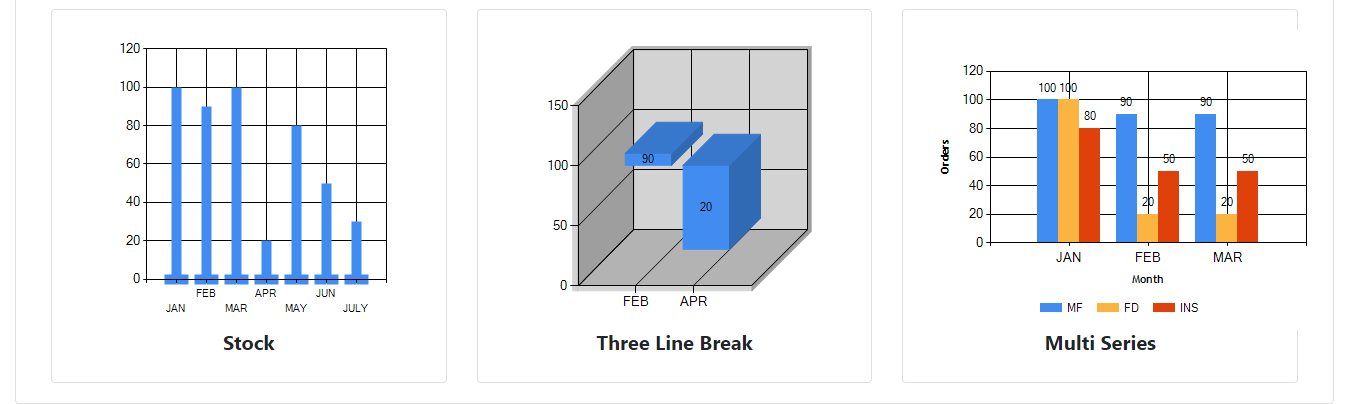 120
100
80
60
40
20
0
FEB APR JUN
JAN MAR MAY JULY
Stock
150
100
50
0
90
20
FEB APR
Three Line Break
120
100
80
60
40
20
0
Orders
100 100 80
90 20 50
90 20 50
JAN FEB MAR
Month
MF FD INS
Multi Series